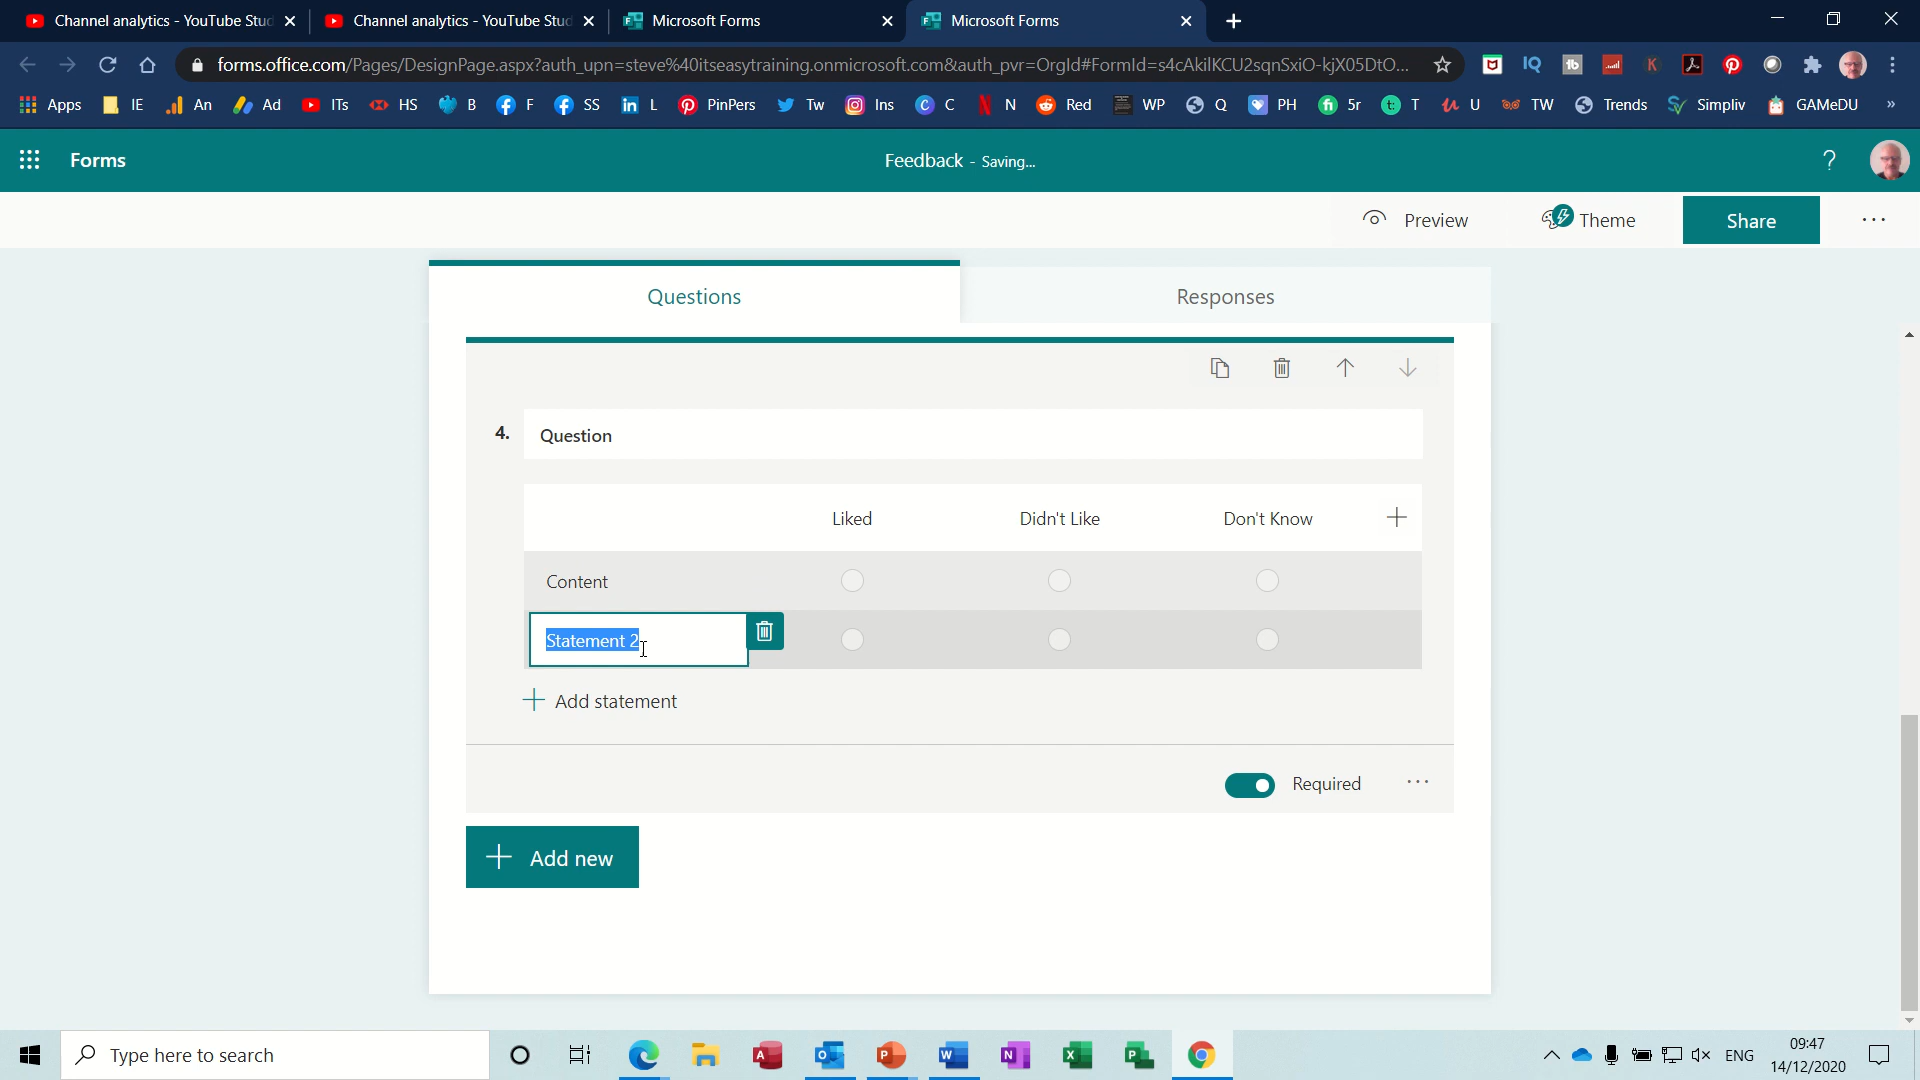 Channel analytics - YouTube Stud
Channel analytics - YouTube Stud
Microsoft Forms
Microsoft Forms
forms.office.com/Pages/DesignPage.aspx?auth_upn=steve%40itseasytraining.onmicrosoft.com&auth_pvr=OrgId#FormId=s4cAkilKCU2sqnSxiO-kjX05DtO...
Apps IE An Ad ITs HS B F SS L PinPers Tw Ins C N Red WP Q PH 5r T U TW Trends Simpliv GAMeDU »
Forms
Feedback - Saving...
?
Preview
Theme
Share
Questions
Responses
4. Question
Liked Didn't Like Don't Know
Content
Statement 2
Add statement
Required
Add new
Type here to search
ENG
09:47
14/12/2020